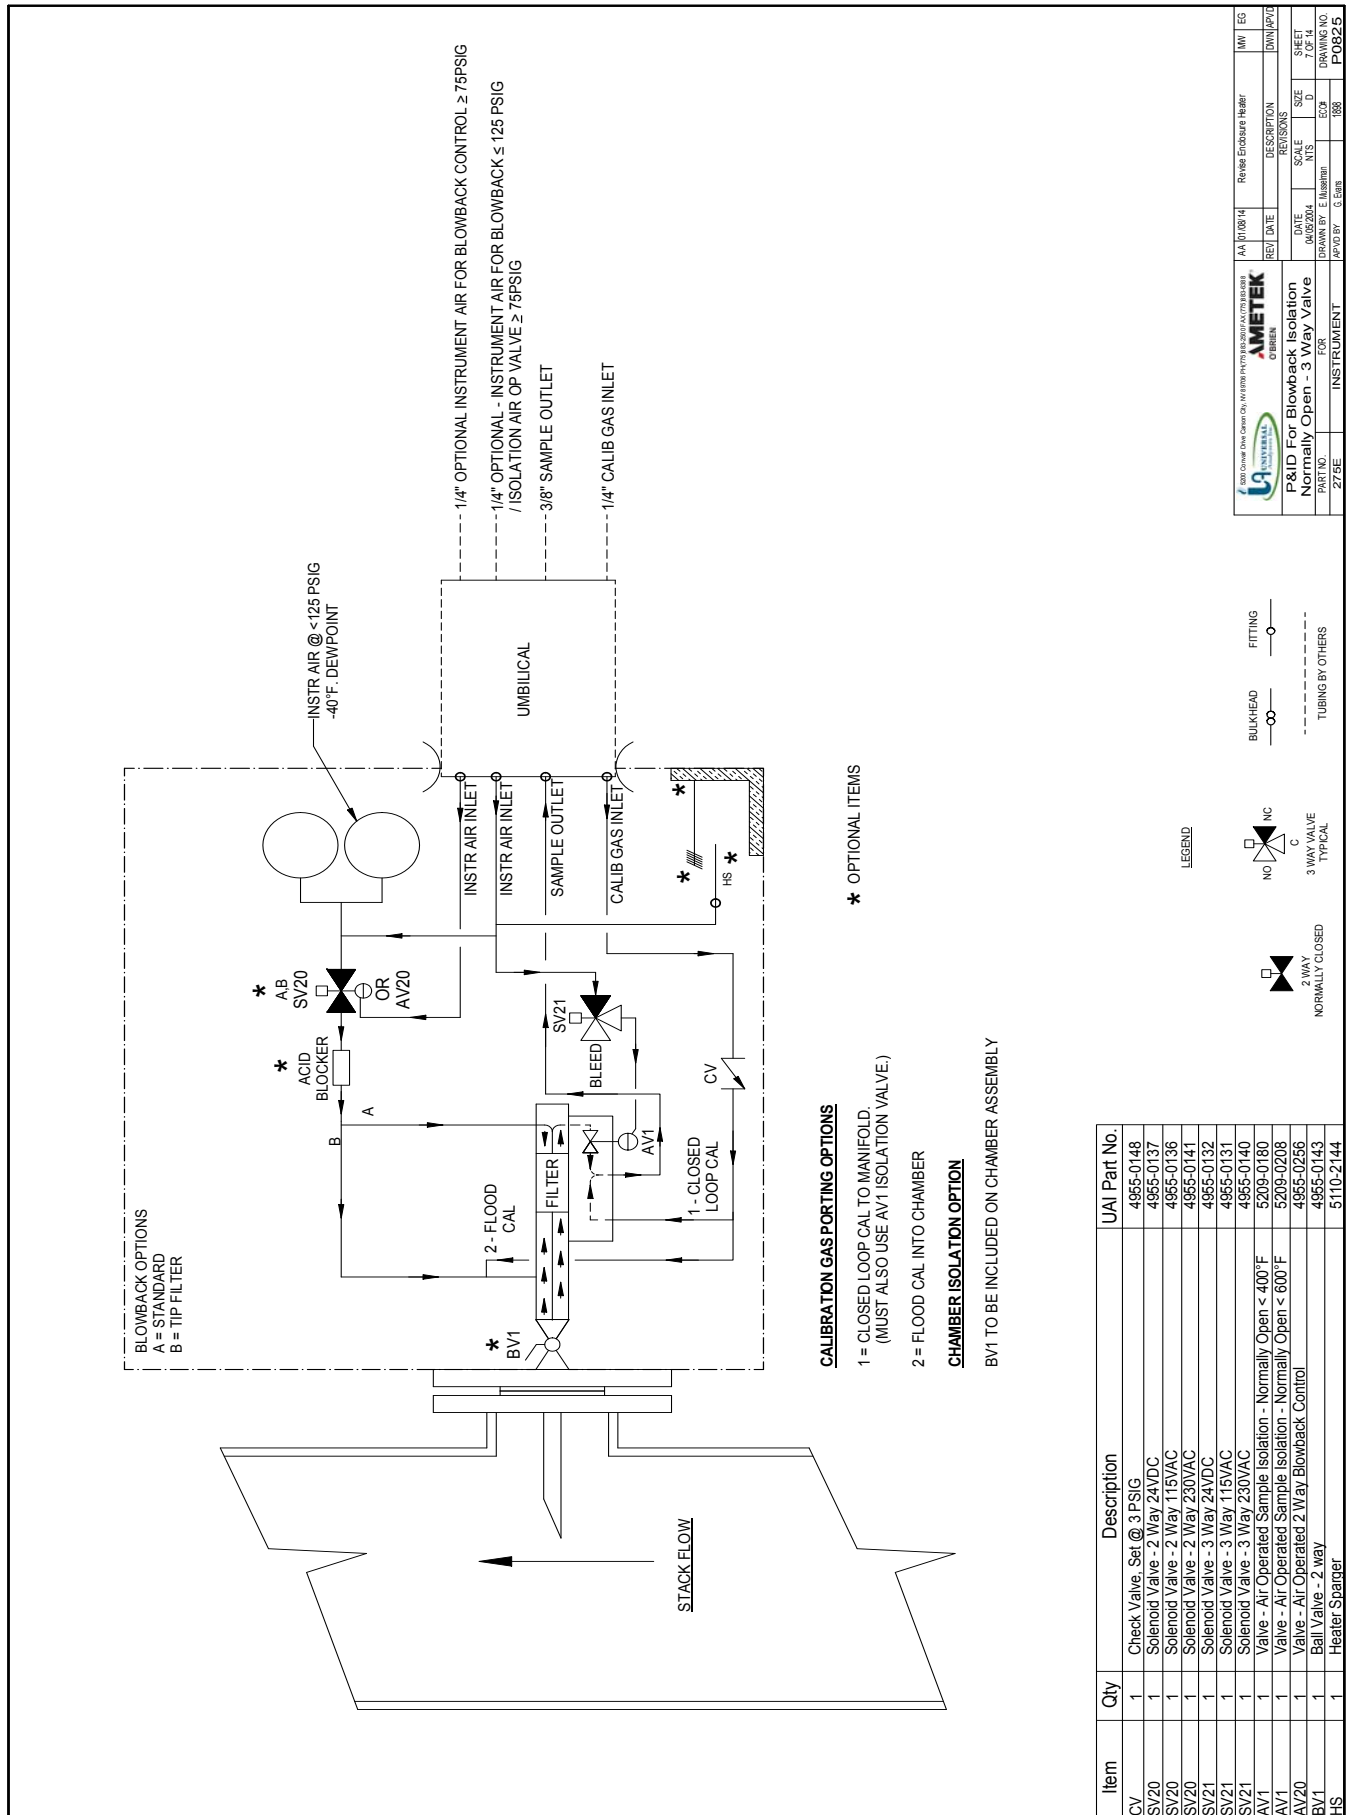 BLOWBACK OPTIONS
A = STANDARD
B = TIP FILTER
INSTR AIR @ <125 PSIG
-40°F. DEWPOINT
*
A,B
SV20
OR
AV20
*
ACID
BLOCKER
B
A
INSTR AIR INLET
INSTR AIR INLET
SAMPLE OUTLET
CALIB GAS INLET
UMBILICAL
1/4" OPTIONAL INSTRUMENT AIR FOR BLOWBACK CONTROL ≥ 75PSIG
1/4" OPTIONAL - INSTRUMENT AIR FOR BLOWBACK ≤ 125 PSIG
/ ISOLATION AIR OP VALVE ≥ 75PSIG
3/8" SAMPLE OUTLET
1/4" CALIB GAS INLET
2 - FLOOD
CAL
FILTER
SV21
BLEED
AV1
1 - CLOSED
LOOP CAL
CV
*
BV1
*
*
HS
*
STACK FLOW
* OPTIONAL ITEMS
CALIBRATION GAS PORTING OPTIONS
1 = CLOSED LOOP CAL TO MANIFOLD.
(MUST ALSO USE AV1 ISOLATION VALVE.)
2 = FLOOD CAL INTO CHAMBER
CHAMBER ISOLATION OPTION
BV1 TO BE INCLUDED ON CHAMBER ASSEMBLY
Item Qty Description UAI Part No.
CV 1 Check Valve, Set @ 3 PSIG 4955-0148
SV20 1 Solenoid Valve - 2 Way 24VDC 4955-0137
SV20 1 Solenoid Valve - 2 Way 115VAC 4955-0136
SV20 1 Solenoid Valve - 2 Way 230VAC 4955-0141
SV21 1 Solenoid Valve - 3 Way 24VDC 4955-0132
SV21 1 Solenoid Valve - 3 Way 115VAC 4955-0131
SV21 1 Solenoid Valve - 3 Way 230VAC 4955-0140
AV1 1 Valve - Air Operated Sample Isolation - Normally Open < 400°F 5209-0180
AV1 1 Valve - Air Operated Sample Isolation - Normally Open < 600°F 5209-0208
AV20 1 Valve - Air Operated 2 Way Blowback Control 4955-0256
BV1 1 Ball Valve - 2 way 4955-0143
HS 1 Heater Sparger 5110-2144
LEGEND
2 WAY
NORMALLY CLOSED
NO
NC
C
3 WAY VALVE
TYPICAL
BULKHEAD
FITTING
TUBING BY OTHERS
UNIVERSAL
AMETEK
O'BRIEN
P&ID For Blowback Isolation
Normally Open - 3 Way Valve
PART NO. FOR
275E INSTRUMENT
AA 01/08/14 Revise Enclosure Heater MW EG
REV DATE DESCRIPTION DWN APVD
REVISIONS
DATE SCALE SIZE SHEET
04/05/2004 NTS D 7 OF 14
DRAWN BY E. Musselman ECO# DRAWING NO.
APVD BY G. Evans 1898 P0825